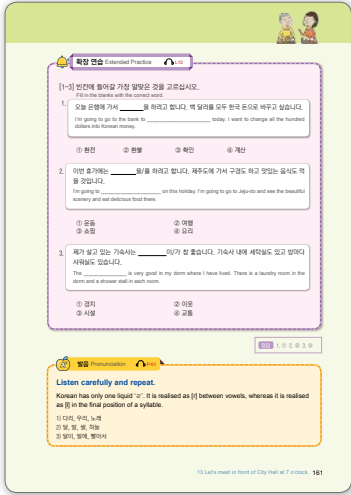 확장 연습 Extended Practice
[1~3] 빈칸에 들어갈 가장 알맞은 것을 고르십시오.
Fill in the blanks with the correct word.
1.
오늘 은행에 가서 ______을 하려고 합니다. 백 달러를 모두 한국 돈으로 바꾸고 싶습니다.
I'm going to go to the bank to ______________ today. I want to change all the hundred
dollars into Korean money.
① 환전 ② 환불 ③ 확인 ④ 계산
2.
이번 휴가에는 ______을/를 하려고 합니다. 제주도에 가서 구경도 하고 맛있는 음식도 먹
을 것입니다.
I'm going to ______________ on this holiday. I'm going to go to Jeju-do and see the beautiful
scenery and eat delicious food there.
① 운동 ② 여행
③ 쇼핑 ④ 요리
3.
제가 살고 있는 기숙사는 ______이/가 참 좋습니다. 기숙사 내에 세탁실도 있고 방마다
샤워실도 있습니다.
The __________ is very good in my dorm where I have lived. There is a laundry room in the
dorm and a shower stall in each room.
① 경치 ② 이웃
③ 시설 ④ 교통
정답 1. ① 2. ② 3. ③
발음 Pronunciation
Listen carefully and repeat.
Korean has only one liquid 'ㄹ'. It is realised as [r] between vowels, whereas it is realised
as [l] in the final position of a syllable.
1) 다리, 우리, 노래
2) 달, 말, 별, 하늘
3) 달이, 말에, 빨아서
13 Let's meet in front of City Hall at 7 o'clock. 161